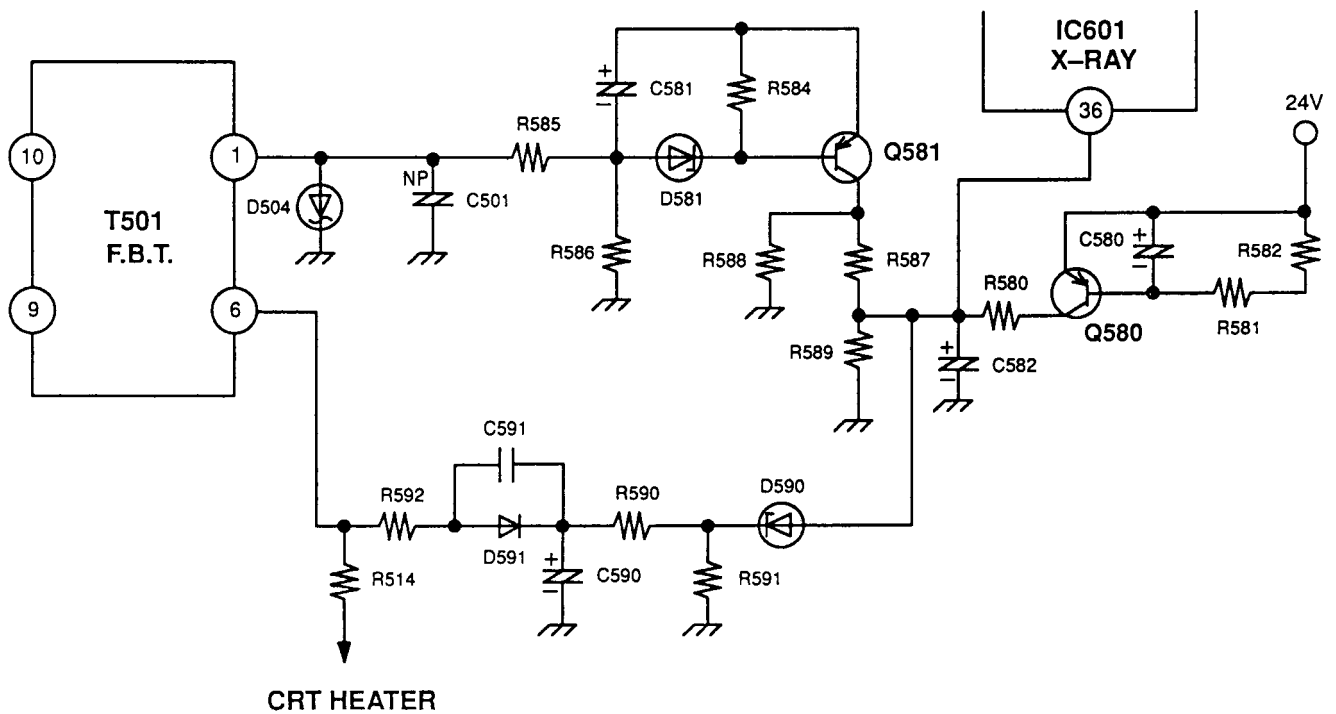 IC601
X–RAY
36
24V
+
–
C581
R584
R585
Q581
10
1
NP
C501
D504
D581
T501
F.B.T.
R586
R588
R587
R580
C580
+
–
R582
R581
Q580
9
6
R589
+
–
C582
C591
R592
D591
R590
D590
+
–
C590
R591
R514
CRT HEATER